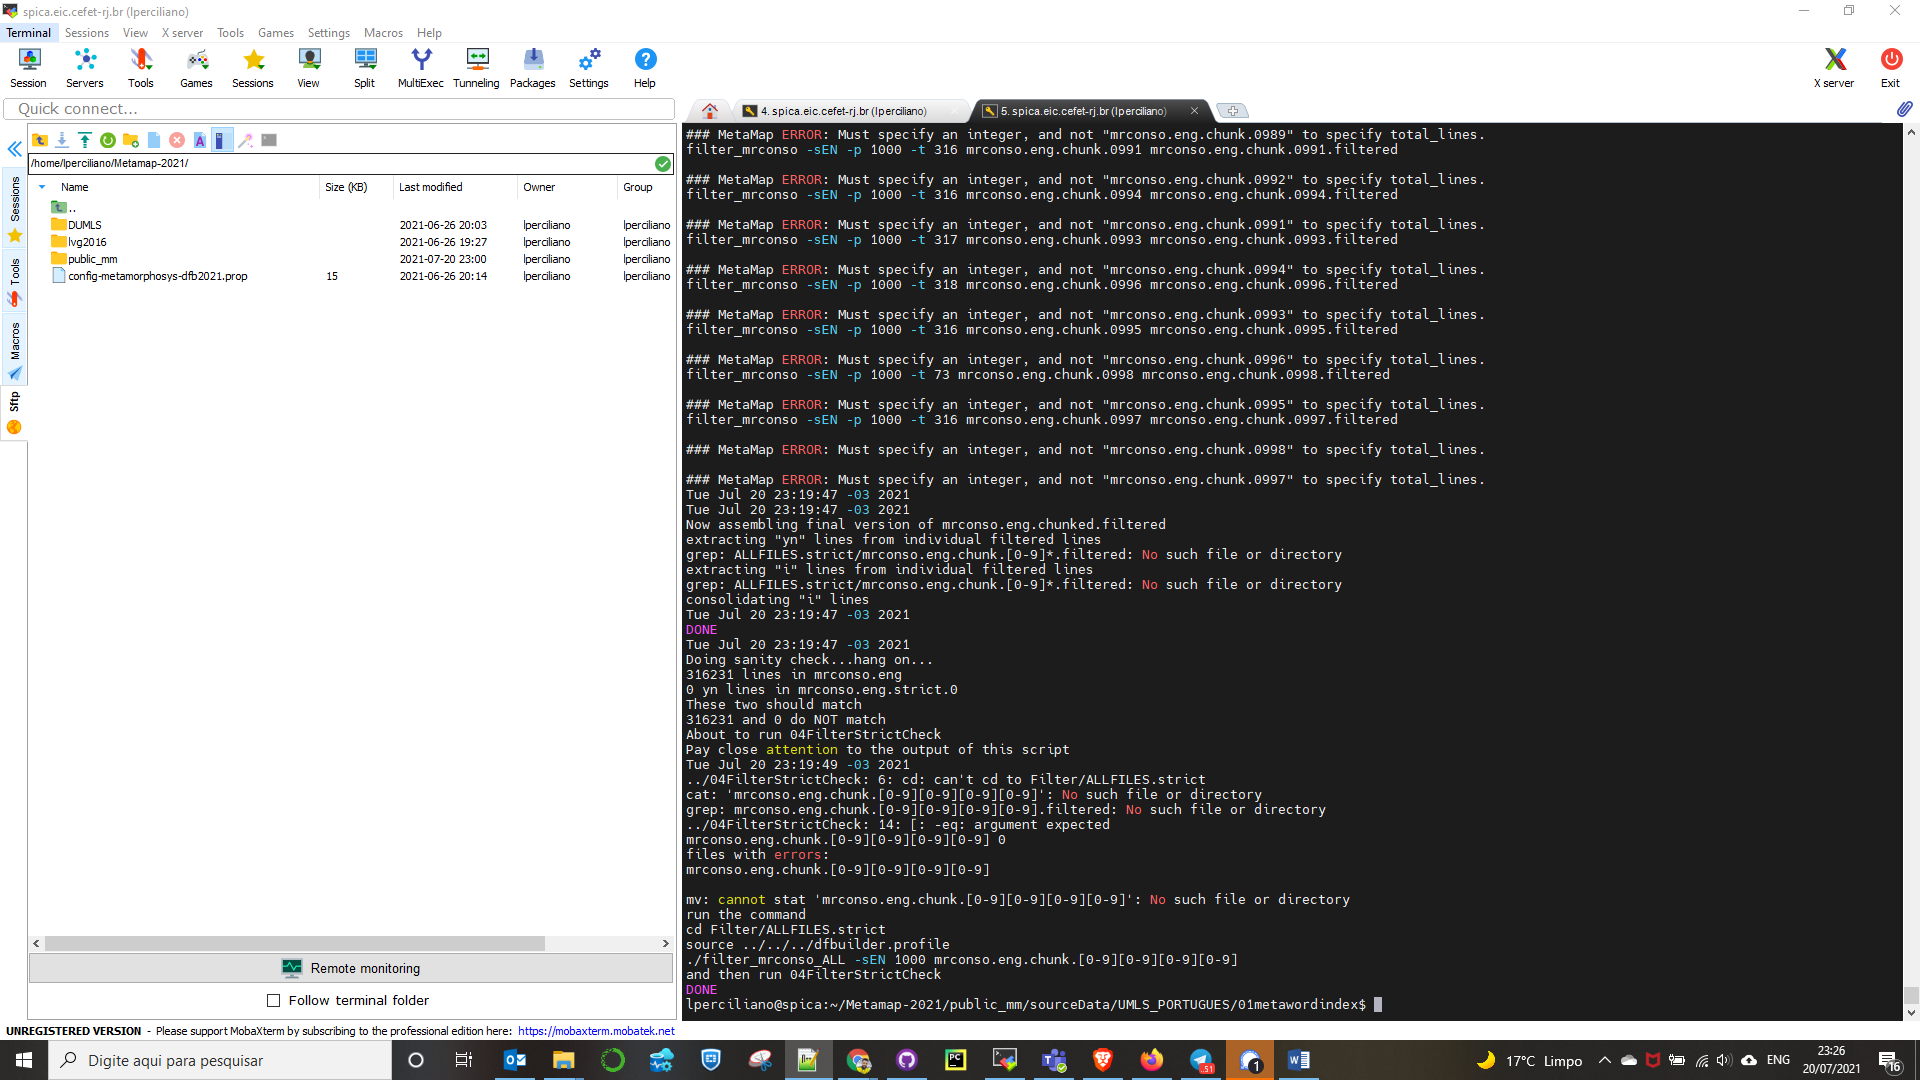 spica.eic.cefet-rj.br (lperciliano)
Terminal Sessions View X server Tools Games Settings Macros Help
Session Servers Tools Games Sessions View Split MultiExec Tunneling Packages Settings Help X server Exit
Quick connect...
4. spica.eic.cefet-rj.br (lperciliano)
5. spica.eic.cefet-rj.br (lperciliano)
Sessions
Tools
Macros
Sftp
/home/lperciliano/Metamap-2021/
Name Size (KB) Last modified Owner Group
..
DUMLS 2021-06-26 20:03 lperciliano lperciliano
lvg2016 2021-06-26 19:27 lperciliano lperciliano
public_mm 2021-07-20 23:00 lperciliano lperciliano
config-metamorphosys-dfb2021.prop 15 2021-06-26 20:14 lperciliano lperciliano
Remote monitoring
Follow terminal folder
### MetaMap ERROR: Must specify an integer, and not "mrconso.eng.chunk.0989" to specify total_lines.
filter_mrconso -sEN -p 1000 -t 316 mrconso.eng.chunk.0991 mrconso.eng.chunk.0991.filtered
### MetaMap ERROR: Must specify an integer, and not "mrconso.eng.chunk.0992" to specify total_lines.
filter_mrconso -sEN -p 1000 -t 316 mrconso.eng.chunk.0994 mrconso.eng.chunk.0994.filtered
### MetaMap ERROR: Must specify an integer, and not "mrconso.eng.chunk.0991" to specify total_lines.
filter_mrconso -sEN -p 1000 -t 317 mrconso.eng.chunk.0993 mrconso.eng.chunk.0993.filtered
### MetaMap ERROR: Must specify an integer, and not "mrconso.eng.chunk.0994" to specify total_lines.
filter_mrconso -sEN -p 1000 -t 318 mrconso.eng.chunk.0996 mrconso.eng.chunk.0996.filtered
### MetaMap ERROR: Must specify an integer, and not "mrconso.eng.chunk.0993" to specify total_lines.
filter_mrconso -sEN -p 1000 -t 316 mrconso.eng.chunk.0995 mrconso.eng.chunk.0995.filtered
### MetaMap ERROR: Must specify an integer, and not "mrconso.eng.chunk.0996" to specify total_lines.
filter_mrconso -sEN -p 1000 -t 73 mrconso.eng.chunk.0998 mrconso.eng.chunk.0998.filtered
### MetaMap ERROR: Must specify an integer, and not "mrconso.eng.chunk.0995" to specify total_lines.
filter_mrconso -sEN -p 1000 -t 316 mrconso.eng.chunk.0997 mrconso.eng.chunk.0997.filtered
### MetaMap ERROR: Must specify an integer, and not "mrconso.eng.chunk.0998" to specify total_lines.
### MetaMap ERROR: Must specify an integer, and not "mrconso.eng.chunk.0997" to specify total_lines.
Tue Jul 20 23:19:47 -03 2021
Tue Jul 20 23:19:47 -03 2021
Now assembling final version of mrconso.eng.chunked.filtered
extracting "yn" lines from individual filtered lines
grep: ALLFILES.strict/mrconso.eng.chunk.[0-9]*.filtered: No such file or directory
extracting "i" lines from individual filtered lines
grep: ALLFILES.strict/mrconso.eng.chunk.[0-9]*.filtered: No such file or directory
consolidating "i" lines
Tue Jul 20 23:19:47 -03 2021
DONE
Tue Jul 20 23:19:47 -03 2021
Doing sanity check...hang on...
316231 lines in mrconso.eng
0 yn lines in mrconso.eng.strict.0
These two should match
316231 and 0 do NOT match
About to run 04FilterStrictCheck
Pay close attention to the output of this script
Tue Jul 20 23:19:49 -03 2021
../04FilterStrictCheck: 6: cd: can't cd to Filter/ALLFILES.strict
cat: 'mrconso.eng.chunk.[0-9][0-9][0-9][0-9]': No such file or directory
grep: mrconso.eng.chunk.[0-9][0-9][0-9][0-9].filtered: No such file or directory
../04FilterStrictCheck: 14: [: -eq: argument expected
mrconso.eng.chunk.[0-9][0-9][0-9][0-9] 0
files with errors:
mrconso.eng.chunk.[0-9][0-9][0-9][0-9]
mv: cannot stat 'mrconso.eng.chunk.[0-9][0-9][0-9][0-9]': No such file or directory
run the command
cd Filter/ALLFILES.strict
source ../../../dfbuilder.profile
./filter_mrconso_ALL -sEN 1000 mrconso.eng.chunk.[0-9][0-9][0-9][0-9]
and then run 04FilterStrictCheck
DONE
lperciliano@spica:~/Metamap-2021/public_mm/sourceData/UMLS_PORTUGUES/01metawordindex$
UNREGISTERED VERSION - Please support MobaXterm by subscribing to the professional edition here: https://mobaxterm.mobatek.net
Digite aqui para pesquisar
PC
51
1
17°C Limpo
ENG
23:26
20/07/2021
16